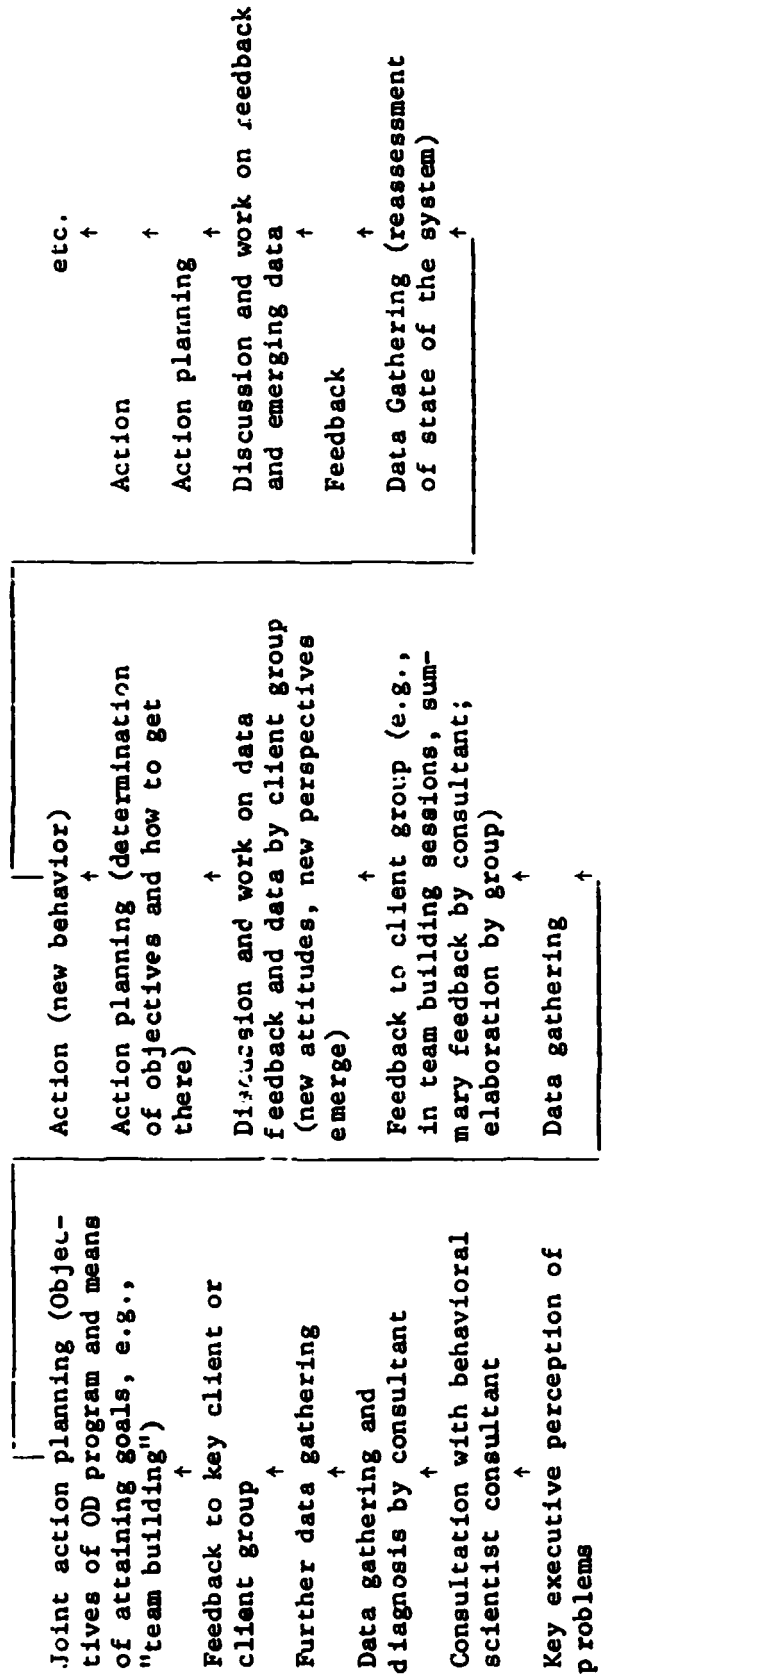 Joint action planning (Objec-
tives of OD program and means
of attaining goals, e.g.,
"team building")
↑
Feedback to key client or
client group
↑
Further data gathering
↑
Data gathering and
diagnosis by consultant
↑
Consultation with behavioral
scientist consultant
↑
Key executive perception of
problems
Action (new behavior)
↑
Action planning (determination
of objectives and how to get
there)
↑
Discussion and work on data
feedback and data by client group
(new attitudes, new perspectives
emerge)
↑
Feedback to client group (e.g.,
in team building sessions, sum-
mary feedback by consultant;
elaboration by group)
↑
Data gathering
↑
etc.
↑
Action
↑
Action planning
↑
Discussion and work on feedback
and emerging data
↑
Feedback
↑
Data Gathering (reassessment
of state of the system)
↑